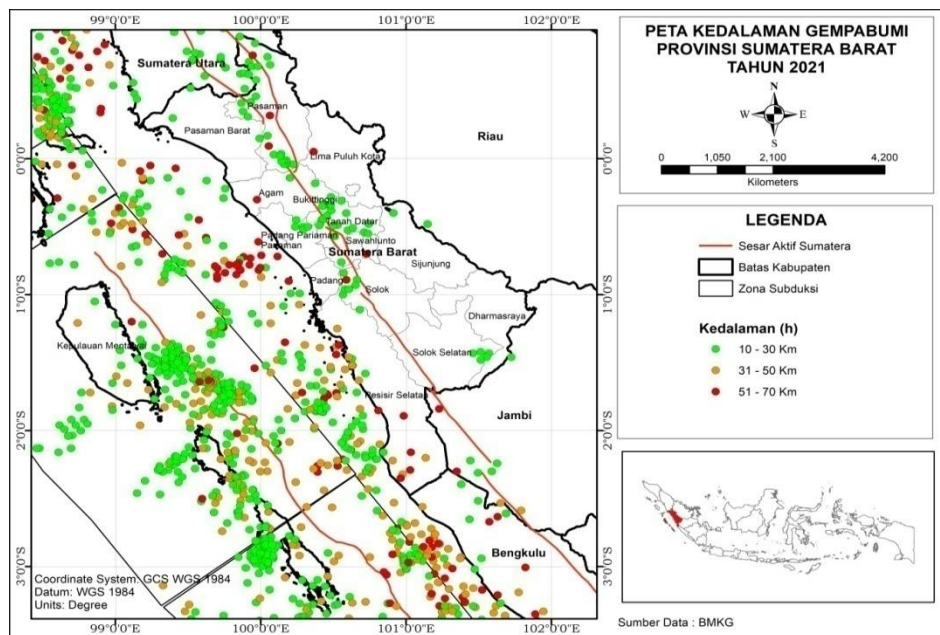 99°0'0"E 100°0'0"E 101°0'0"E 102°0'0"E
Sumatera Utara
Pasaman
Pasaman Barat
Riau
Lima Puluh Kota
0°0'0"
0°0'0"
Agam
Bukittinggi
Tanah Datar
Padang Pariaman
Pariaman
Sawahlunto
Sumatera Barat
Sijunjung
Padang
Solok
1°0'0"S
1°0'0"S
Dharmasraya
Kepulauan Mentawai
Solok Selatan
Pesisir Selatan
Jambi
2°0'0"S
2°0'0"S
Bengkulu
3°0'0"S
3°0'0"S
Coordinate System: GCS WGS 1984
Datum: WGS 1984
Units: Degree
99°0'0"E 100°0'0"E 101°0'0"E 102°0'0"E
PETA KEDALAMAN GEMPABUMI
PROVINSI SUMATERA BARAT
TAHUN 2021
N
W E
S
0 1,050 2,100 4,200
Kilometers
LEGENDA
Sesar Aktif Sumatera
Batas Kabupaten
Zona Subduksi
Kedalaman (h)
10 - 30 Km
31 - 50 Km
51 - 70 Km
Sumber Data : BMKG